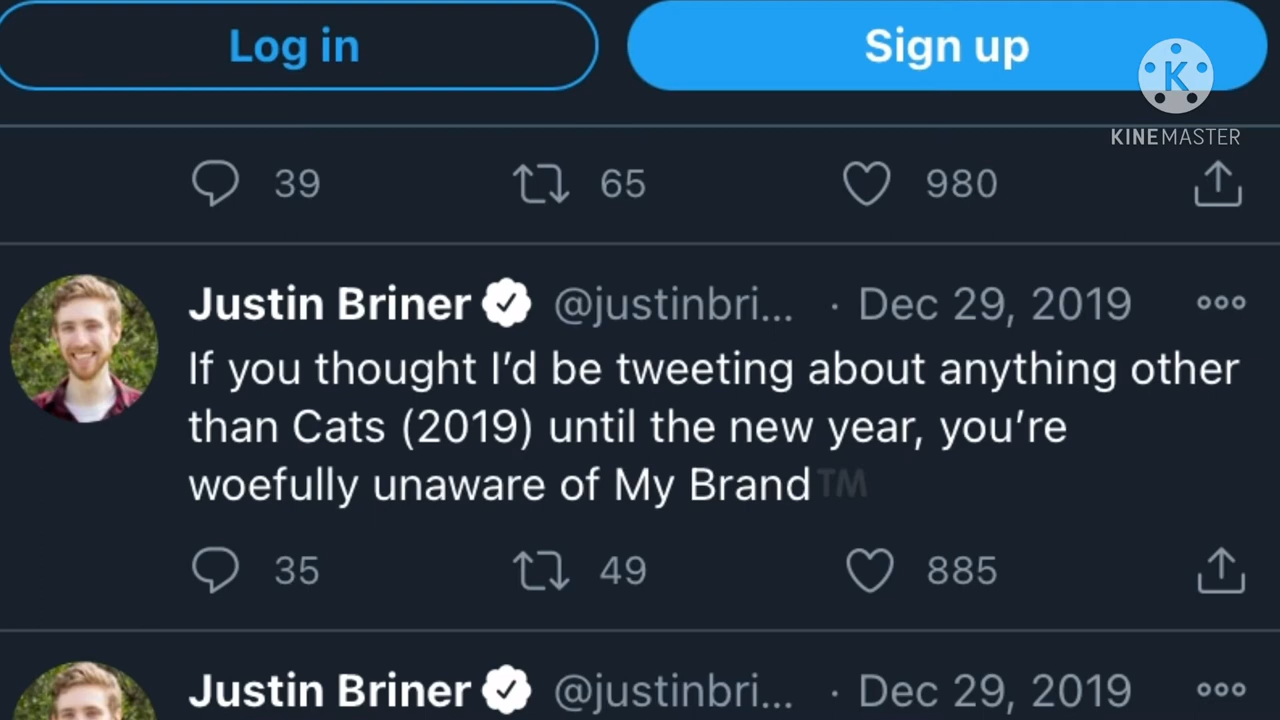 Log in
Sign up
K
KINEMASTER
39 65 980
Justin Briner @justinbri... · Dec 29, 2019
If you thought I’d be tweeting about anything other
than Cats (2019) until the new year, you’re
woefully unaware of My Brand™
35 49 885
Justin Briner @justinbri... · Dec 29, 2019